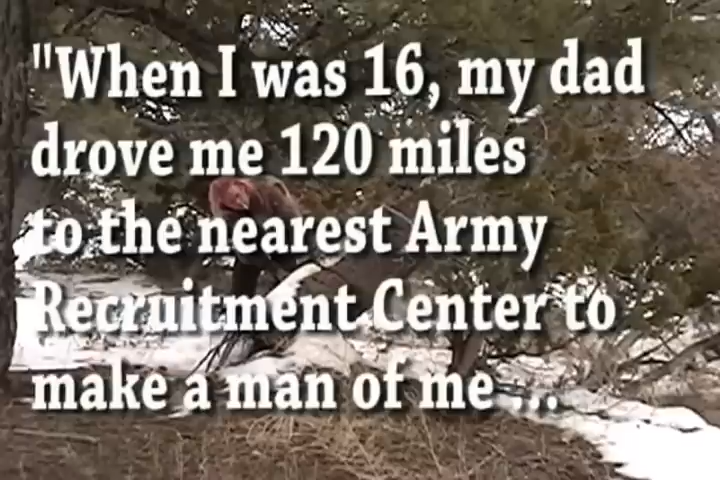 "When I was 16, my dad
drove me 120 miles
to the nearest Army
Recruitment Center to
make a man of me ...